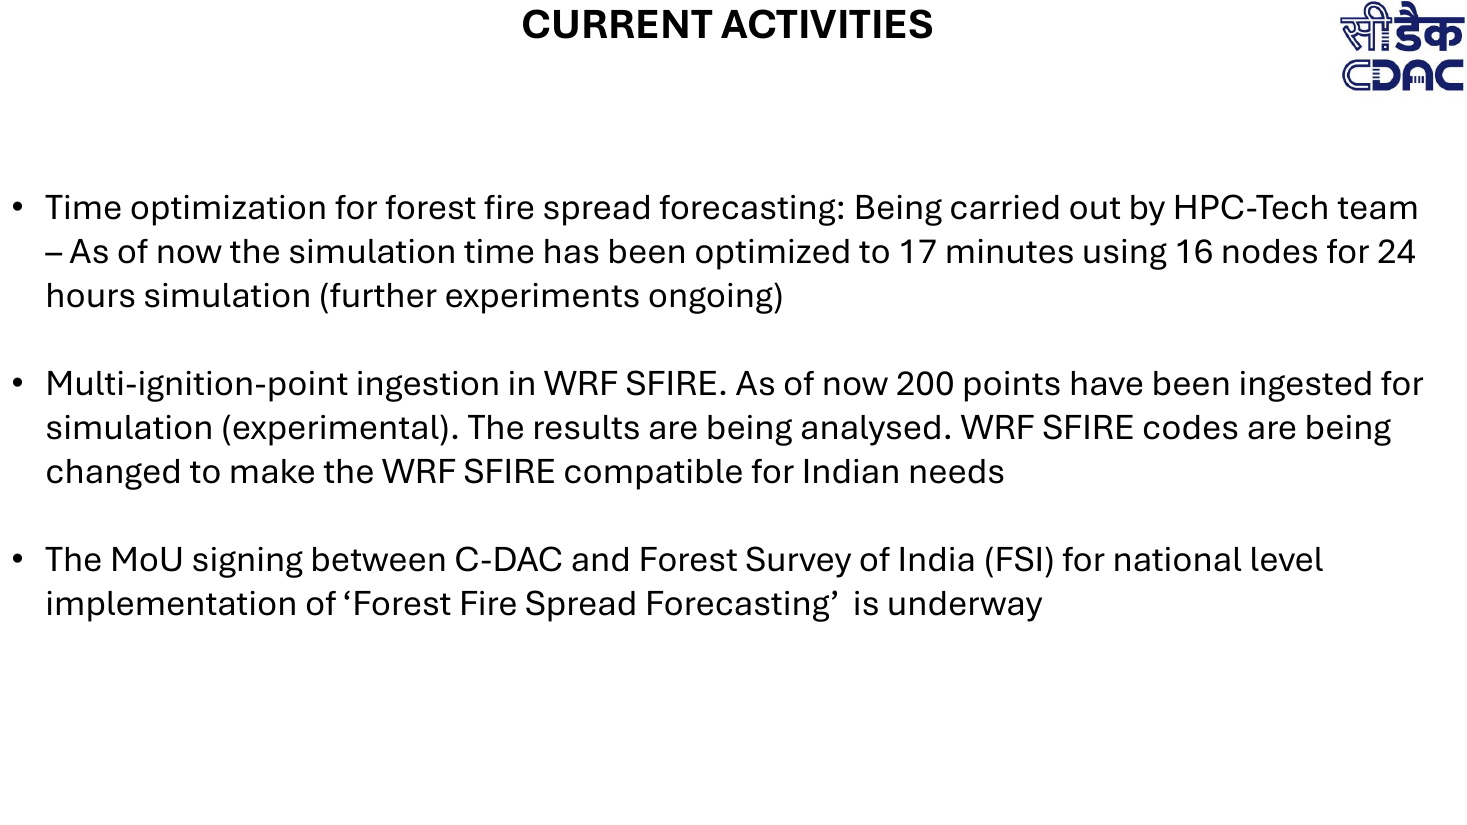 CURRENT ACTIVITIES
सीडैक
CDAC
• Time optimization for forest fire spread forecasting: Being carried out by HPC-Tech team
– As of now the simulation time has been optimized to 17 minutes using 16 nodes for 24
hours simulation (further experiments ongoing)
• Multi-ignition-point ingestion in WRF SFIRE. As of now 200 points have been ingested for
simulation (experimental). The results are being analysed. WRF SFIRE codes are being
changed to make the WRF SFIRE compatible for Indian needs
• The MoU signing between C-DAC and Forest Survey of India (FSI) for national level
implementation of ‘Forest Fire Spread Forecasting’  is underway